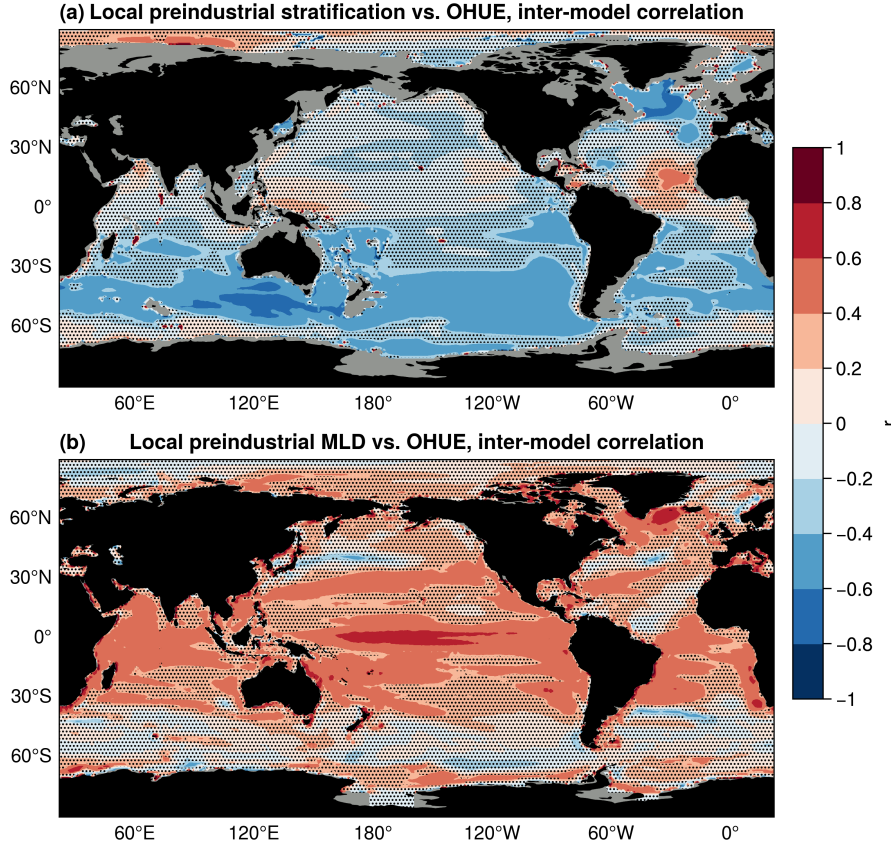 (a) Local preindustrial stratification vs. OHUE, inter-model correlation
60°N
30°N
0°
30°S
60°S
60°E 120°E 180° 120°W 60°W 0°
(b) Local preindustrial MLD vs. OHUE, inter-model correlation
60°N
30°N
0°
30°S
60°S
60°E 120°E 180° 120°W 60°W 0°
1
0.8
0.6
0.4
0.2
0
−0.2
−0.4
−0.6
−0.8
−1
r